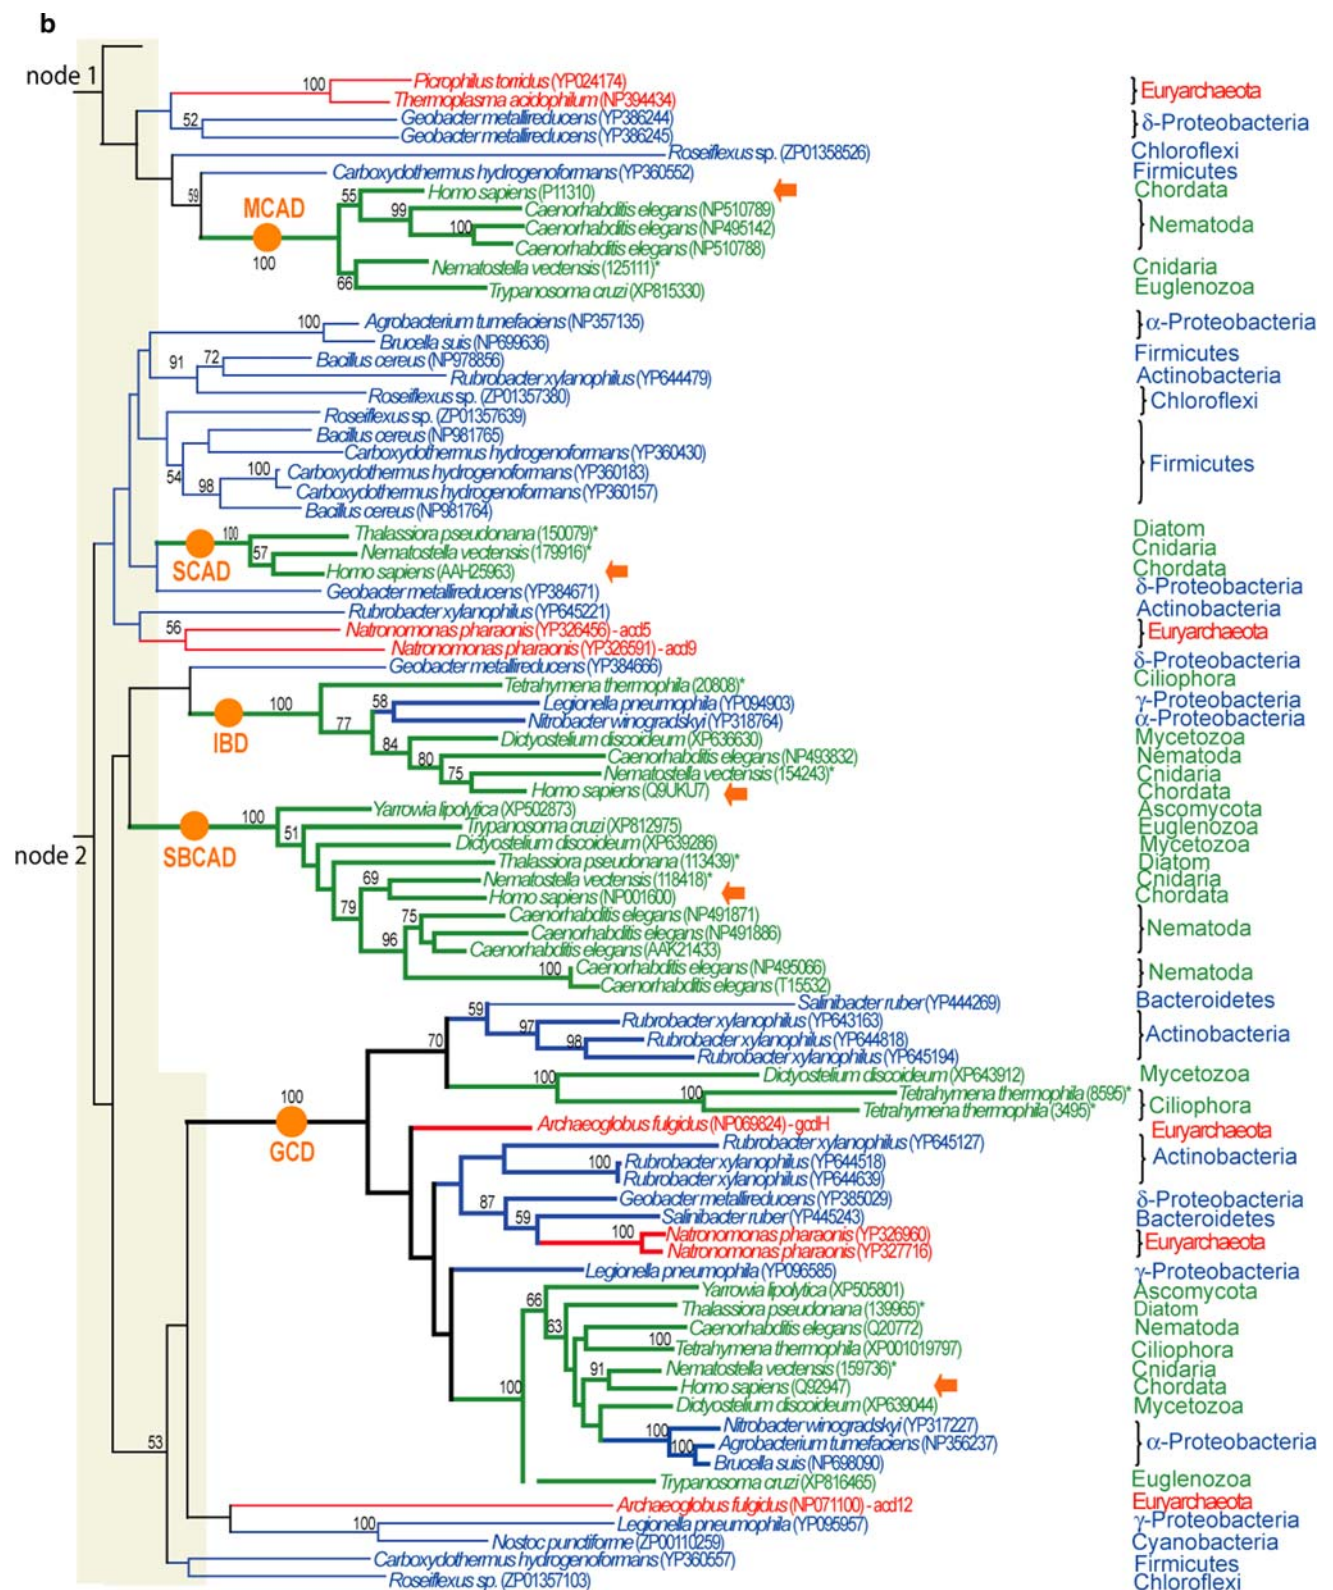 b
node 1
100
Picrophilus torridus (YP024174)
Euryarchaeota
Thermoplasma acidophilum (NP394434)
52
Geobacter metallireducens (YP386244)
δ-Proteobacteria
Geobacter metallireducens (YP386245)
Roseiflexus sp. (ZP01358526)
Chloroflexi
59
Carboxydothermus hydrogenoformans (YP360552)
Firmicutes
MCAD
100
55
Homo sapiens (P11310)
Chordata
99
Caenorhabditis elegans (NP510789)
Nematoda
100
Caenorhabditis elegans (NP495142)
Caenorhabditis elegans (NP510788)
66
Nematostella vectensis (125111)*
Cnidaria
Trypanosoma cruzi (XP815330)
Euglenozoa
100
Agrobacterium tumefaciens (NP357135)
α-Proteobacteria
Brucella suis (NP699636)
91
72
Bacillus cereus (NP978856)
Firmicutes
Rubrobacter xylanophilus (YP644479)
Actinobacteria
Roseiflexus sp. (ZP01357380)
Chloroflexi
Roseiflexus sp. (ZP01357639)
Bacillus cereus (NP981765)
Carboxydothermus hydrogenoformans (YP360430)
Firmicutes
54
100
Carboxydothermus hydrogenoformans (YP360183)
98
Carboxydothermus hydrogenoformans (YP360157)
Bacillus cereus (NP981764)
SCAD
100
Thalassiora pseudonana (150079)*
Diatom
57
Nematostella vectensis (179916)*
Cnidaria
Homo sapiens (AAH25963)
Chordata
Geobacter metallireducens (YP384671)
δ-Proteobacteria
Rubrobacter xylanophilus (YP645221)
Actinobacteria
56
Natronomonas pharaonis (YP326456) - acd5
Euryarchaeota
Natronomonas pharaonis (YP326591) - acd9
Geobacter metallireducens (YP384666)
δ-Proteobacteria
IBD
100
Tetrahymena thermophila (20808)*
Ciliophora
77
58
Legionella pneumophila (YP094903)
γ-Proteobacteria
Nitrobacter winogradskyi (YP318764)
α-Proteobacteria
84
Dictyostelium discoideum (XP636630)
Mycetozoa
80
Caenorhabditis elegans (NP493832)
Nematoda
75
Nematostella vectensis (154243)*
Cnidaria
Homo sapiens (Q9UKU7)
Chordata
node 2
SBCAD
100
Yarrowia lipolytica (XP502873)
Ascomycota
51
Trypanosoma cruzi (XP812975)
Euglenozoa
Dictyostelium discoideum (XP639286)
Mycetozoa
Thalassiora pseudonana (113439)*
Diatom
79
69
Nematostella vectensis (118418)*
Cnidaria
Homo sapiens (NP001600)
Chordata
96
75
Caenorhabditis elegans (NP491871)
Nematoda
Caenorhabditis elegans (NP491886)
Caenorhabditis elegans (AAK21433)
100
Caenorhabditis elegans (NP495066)
Nematoda
Caenorhabditis elegans (T15532)
GCD
100
70
59
Salinibacter ruber (YP444269)
Bacteroidetes
97
Rubrobacter xylanophilus (YP643163)
Actinobacteria
98
Rubrobacter xylanophilus (YP644818)
Rubrobacter xylanophilus (YP645194)
100
Dictyostelium discoideum (XP643912)
Mycetozoa
100
Tetrahymena thermophila (8595)*
Ciliophora
Tetrahymena thermophila (3495)*
Archaeoglobus fulgidus (NP069824) - gcdH
Euryarchaeota
Rubrobacter xylanophilus (YP645127)
Actinobacteria
100
Rubrobacter xylanophilus (YP644518)
Rubrobacter xylanophilus (YP644639)
87
Geobacter metallireducens (YP385029)
δ-Proteobacteria
59
Salinibacter ruber (YP445243)
Bacteroidetes
100
Natronomonas pharaonis (YP326960)
Euryarchaeota
Natronomonas pharaonis (YP327716)
Legionella pneumophila (YP096585)
γ-Proteobacteria
100
66
Yarrowia lipolytica (XP505801)
Ascomycota
63
Thalassiora pseudonana (139965)*
Diatom
Caenorhabditis elegans (Q20772)
Nematoda
100
Tetrahymena thermophila (XP001019797)
Ciliophora
91
Nematostella vectensis (159736)*
Cnidaria
Homo sapiens (Q92947)
Chordata
Dictyostelium discoideum (XP639044)
Mycetozoa
100
Nitrobacter winogradskyi (YP317227)
α-Proteobacteria
100
Agrobacterium tumefaciens (NP356237)
Brucella suis (NP698090)
Trypanosoma cruzi (XP816465)
Euglenozoa
53
Archaeoglobus fulgidus (NP071100) - acd12
Euryarchaeota
100
Legionella pneumophila (YP095957)
γ-Proteobacteria
Nostoc punctiforme (ZP00110259)
Cyanobacteria
Carboxydothermus hydrogenoformans (YP360557)
Firmicutes
Roseiflexus sp. (ZP01357103)
Chloroflexi